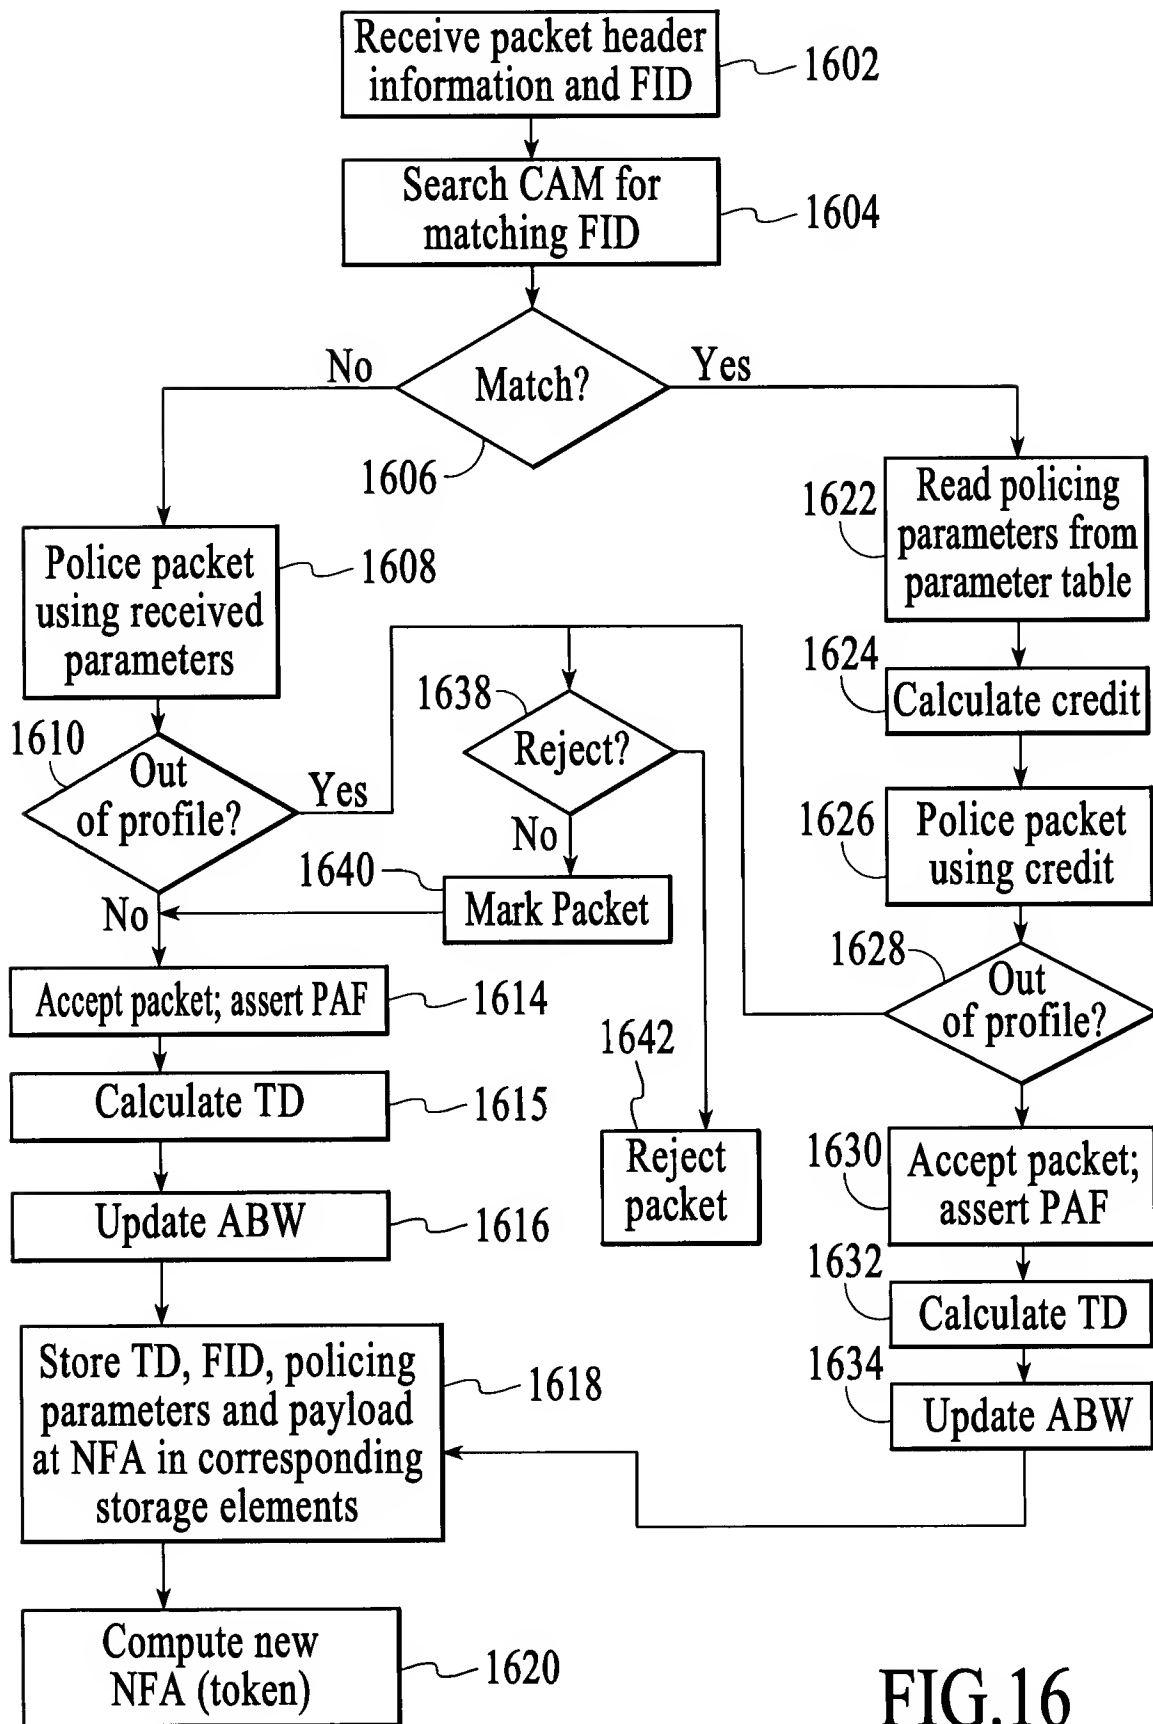 Receive packet header
information and FID
1602
Search CAM for
matching FID
1604
No
Match?
Yes
1606
1622
Read policing
parameters from
parameter table
Police packet
using received
parameters
1608
1624
Calculate credit
1638
Reject?
1610
Out
of profile?
Yes
No
1626
Police packet
using credit
1640
Mark Packet
No
1628
Out
of profile?
Accept packet; assert PAF
1614
1642
Reject
packet
Calculate TD
1615
1630
Accept packet;
assert PAF
Update ABW
1616
1632
Calculate TD
1634
Update ABW
Store TD, FID, policing
parameters and payload
at NFA in corresponding
storage elements
1618
Compute new
NFA (token)
1620
FIG.16